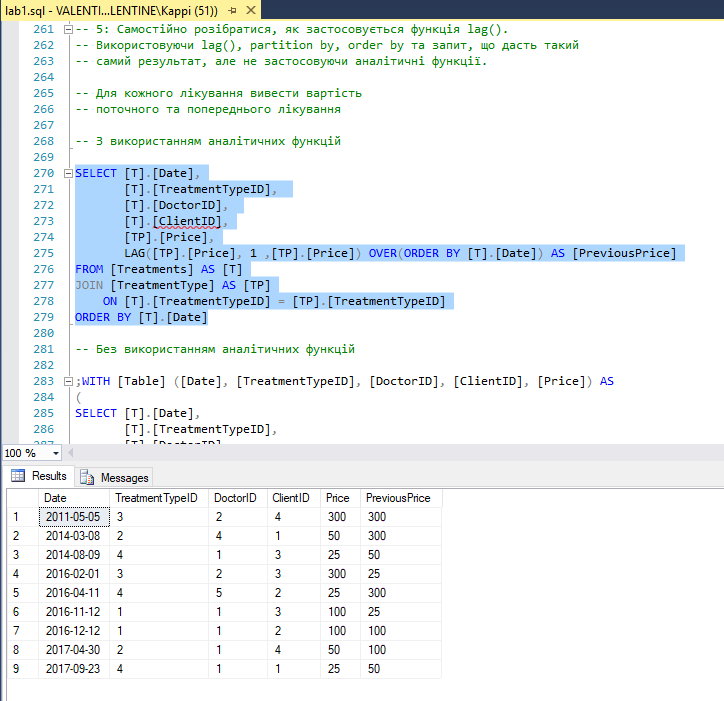 lab1.sql - VALENTI...LENTINE\Kappi (51))
261 -- 5: Самостійно розібратися, як застосовується функція lag().
262 -- Використовуючи lag(), partition by, order by та запит, що дасть такий
263 -- самий результат, але не застосовуючи аналітичні функції.
264
265 -- Для кожного лікування вивести вартість
266 -- поточного та попереднього лікування
267
268 -- З використанням аналітичних функцій
269
270 SELECT [T].[Date],
271 [T].[TreatmentTypeID],
272 [T].[DoctorID],
273 [T].[ClientID],
274 [TP].[Price],
275 LAG([TP].[Price], 1 ,[TP].[Price]) OVER(ORDER BY [T].[Date]) AS [PreviousPrice]
276 FROM [Treatments] AS [T]
277 JOIN [TreatmentType] AS [TP]
278 ON [T].[TreatmentTypeID] = [TP].[TreatmentTypeID]
279 ORDER BY [T].[Date]
280
281 -- Без використанням аналітичних функцій
282
283 ;WITH [Table] ([Date], [TreatmentTypeID], [DoctorID], [ClientID], [Price]) AS
284 (
285 SELECT [T].[Date],
286 [T].[TreatmentTypeID],
100 %
Results Messages
Date TreatmentTypeID DoctorID ClientID Price PreviousPrice
1 2011-05-05 3 2 4 300 300
2 2014-03-08 2 4 1 50 300
3 2014-08-09 4 1 3 25 50
4 2016-02-01 3 2 3 300 25
5 2016-04-11 4 5 2 25 300
6 2016-11-12 1 1 3 100 25
7 2016-12-12 1 1 2 100 100
8 2017-04-30 2 1 4 50 100
9 2017-09-23 4 1 1 25 50